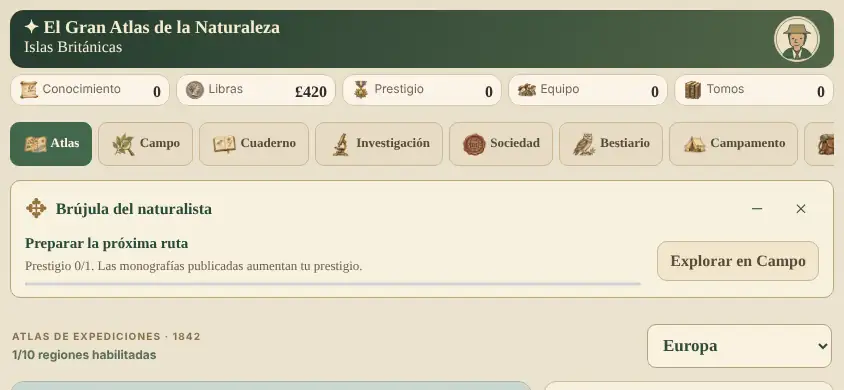 ✦ El Gran Atlas de la Naturaleza
Islas Británicas
Conocimiento 0
Libras £420
Prestigio 0
Equipo 0
Tomos 0
Atlas
Campo
Cuaderno
Investigación
Sociedad
Bestiario
Campamento
Brújula del naturalista
Preparar la próxima ruta
Prestigio 0/1. Las monografías publicadas aumentan tu prestigio.
Explorar en Campo
ATLAS DE EXPEDICIONES · 1842
1/10 regiones habilitadas
Europa